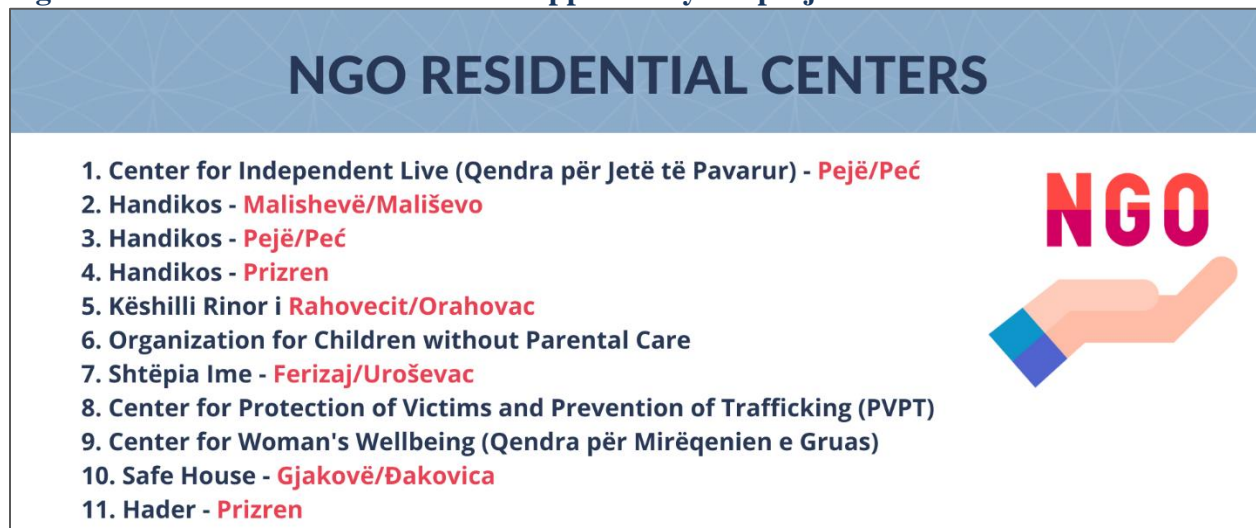 NGO RESIDENTIAL CENTERS
1. Center for Independent Live (Qendra për Jetë të Pavarur) - Pejë/Peć
2. Handikos - Malishevë/Mališevo
3. Handikos - Pejë/Peć
4. Handikos - Prizren
5. Këshilli Rinor i Rahovecit/Orahovac
6. Organization for Children without Parental Care
7. Shtëpia Ime - Ferizaj/Uroševac
8. Center for Protection of Victims and Prevention of Trafficking (PVPT)
9. Center for Woman's Wellbeing (Qendra për Mirëqenien e Gruas)
10. Safe House - Gjakovë/Đakovica
11. Hader - Prizren
NGO